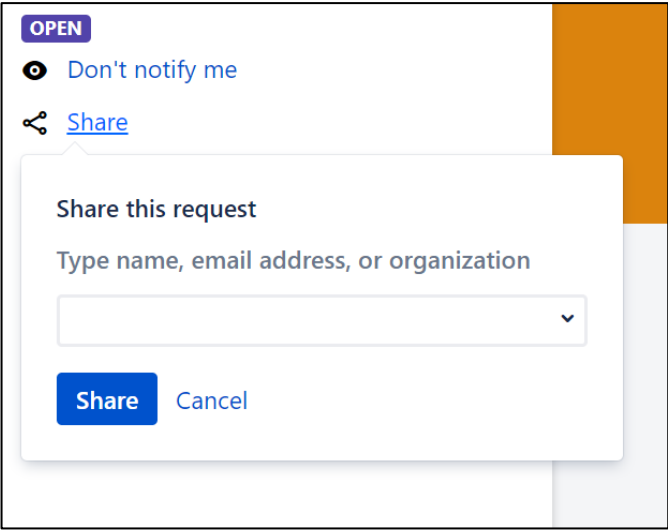 OPEN
Don't notify me
Share
Share this request
Type name, email address, or organization
Share Cancel